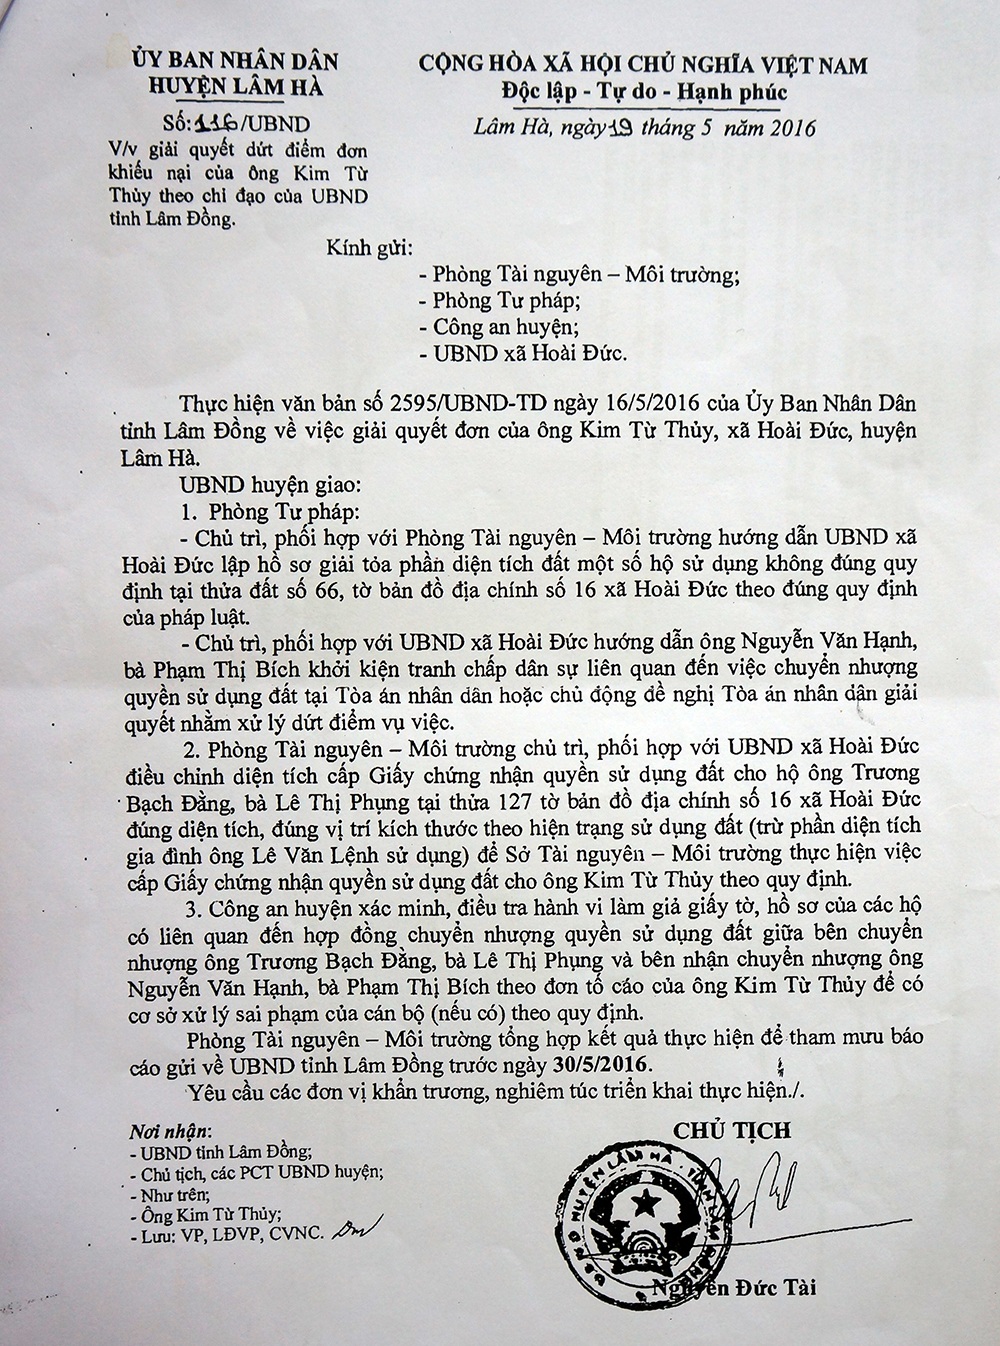 ỦY BAN NHÂN DÂN
HUYỆN LÂM HÀ
Số: 116/UBND
V/v giải quyết dứt điểm đơn
khiếu nại của ông Kim Từ
Thủy theo chỉ đạo của UBND
tỉnh Lâm Đồng.
CỘNG HÒA XÃ HỘI CHỦ NGHĨA VIỆT NAM
Độc lập - Tự do - Hạnh phúc
Lâm Hà, ngày 19 tháng 5 năm 2016
Kính gửi:
- Phòng Tài nguyên – Môi trường;
- Phòng Tư pháp;
- Công an huyện;
- UBND xã Hoài Đức.
Thực hiện văn bản số 2595/UBND-TD ngày 16/5/2016 của Ủy Ban Nhân Dân
tỉnh Lâm Đồng về việc giải quyết đơn của ông Kim Từ Thủy, xã Hoài Đức, huyện
Lâm Hà.
UBND huyện giao:
1. Phòng Tư pháp:
- Chủ trì, phối hợp với Phòng Tài nguyên – Môi trường hướng dẫn UBND xã
Hoài Đức lập hồ sơ giải tỏa phần diện tích đất một số hộ sử dụng không đúng quy
định tại thửa đất số 66, tờ bản đồ địa chính số 16 xã Hoài Đức theo đúng quy định
của pháp luật.
- Chủ trì, phối hợp với UBND xã Hoài Đức hướng dẫn ông Nguyễn Văn Hạnh,
bà Phạm Thị Bích khởi kiện tranh chấp dân sự liên quan đến việc chuyển nhượng
quyền sử dụng đất tại Tòa án nhân dân hoặc chủ động đề nghị Tòa án nhân dân giải
quyết nhằm xử lý dứt điểm vụ việc.
2. Phòng Tài nguyên – Môi trường chủ trì, phối hợp với UBND xã Hoài Đức
điều chỉnh diện tích cấp Giấy chứng nhận quyền sử dụng đất cho hộ ông Trương
Bạch Đằng, bà Lê Thị Phụng tại thửa 127 tờ bản đồ địa chính số 16 xã Hoài Đức
đúng diện tích, đúng vị trí kích thước theo hiện trạng sử dụng đất (trừ phần diện tích
gia đình ông Lê Văn Lệnh sử dụng) để Sở Tài nguyên – Môi trường thực hiện việc
cấp Giấy chứng nhận quyền sử dụng đất cho ông Kim Từ Thủy theo quy định.
3. Công an huyện xác minh, điều tra hành vi làm giả giấy tờ, hồ sơ của các hộ
có liên quan đến hợp đồng chuyển nhượng quyền sử dụng đất giữa bên chuyển
nhượng ông Trương Bạch Đằng, bà Lê Thị Phụng và bên nhận chuyển nhượng ông
Nguyễn Văn Hạnh, bà Phạm Thị Bích theo đơn tố cáo của ông Kim Từ Thủy để có
cơ sở xử lý sai phạm của cán bộ (nếu có) theo quy định.
Phòng Tài nguyên – Môi trường tổng hợp kết quả thực hiện để tham mưu báo
cáo gửi về UBND tỉnh Lâm Đồng trước ngày 30/5/2016.
Yêu cầu các đơn vị khẩn trương, nghiêm túc triển khai thực hiện./.
Nơi nhận:
- UBND tỉnh Lâm Đồng;
- Chủ tịch, các PCT UBND huyện;
- Như trên;
- Ông Kim Từ Thủy;
- Lưu: VP, LĐVP, CVNC.
CHỦ TỊCH
U.B.N.D HUYỆN LÂM HÀ - TỈNH LÂM ĐỒNG
Nguyễn Đức Tài